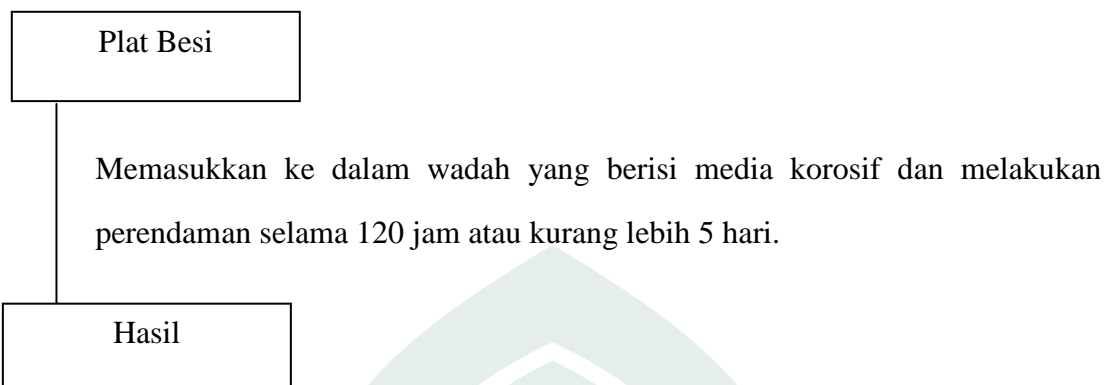 Plat Besi
Memasukkan ke dalam wadah yang berisi media korosif dan melakukan
perendaman selama 120 jam atau kurang lebih 5 hari.
Hasil